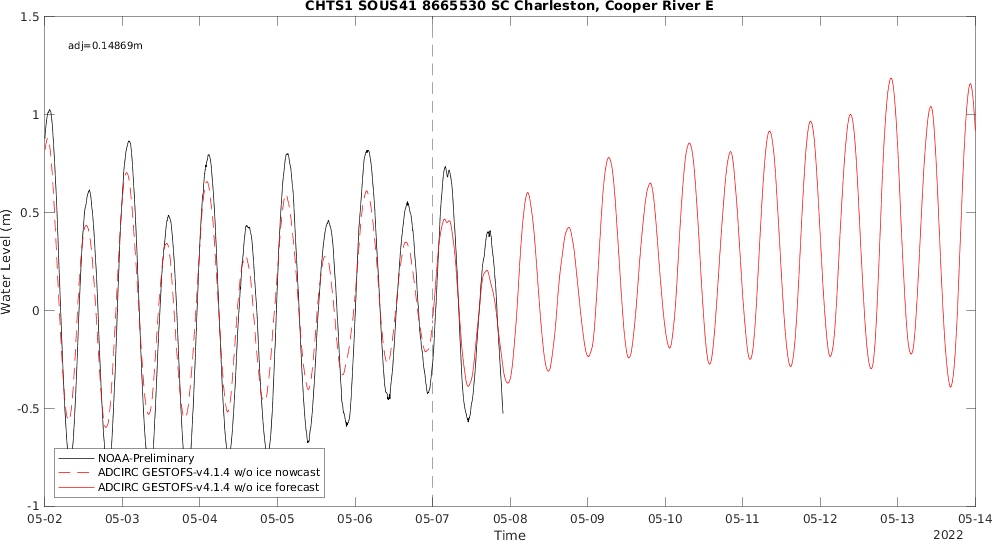 CHTS1 SOUS41 8665530 SC Charleston, Cooper River E
adj=0.14869m
1.5
1
0.5
0
-0.5
-1
Water Level (m)
NOAA-Preliminary
ADCIRC GESTOFS-v4.1.4 w/o ice nowcast
ADCIRC GESTOFS-v4.1.4 w/o ice forecast
05-02 05-03 05-04 05-05 05-06 05-07 05-08 05-09 05-10 05-11 05-12 05-13 05-14
Time
2022